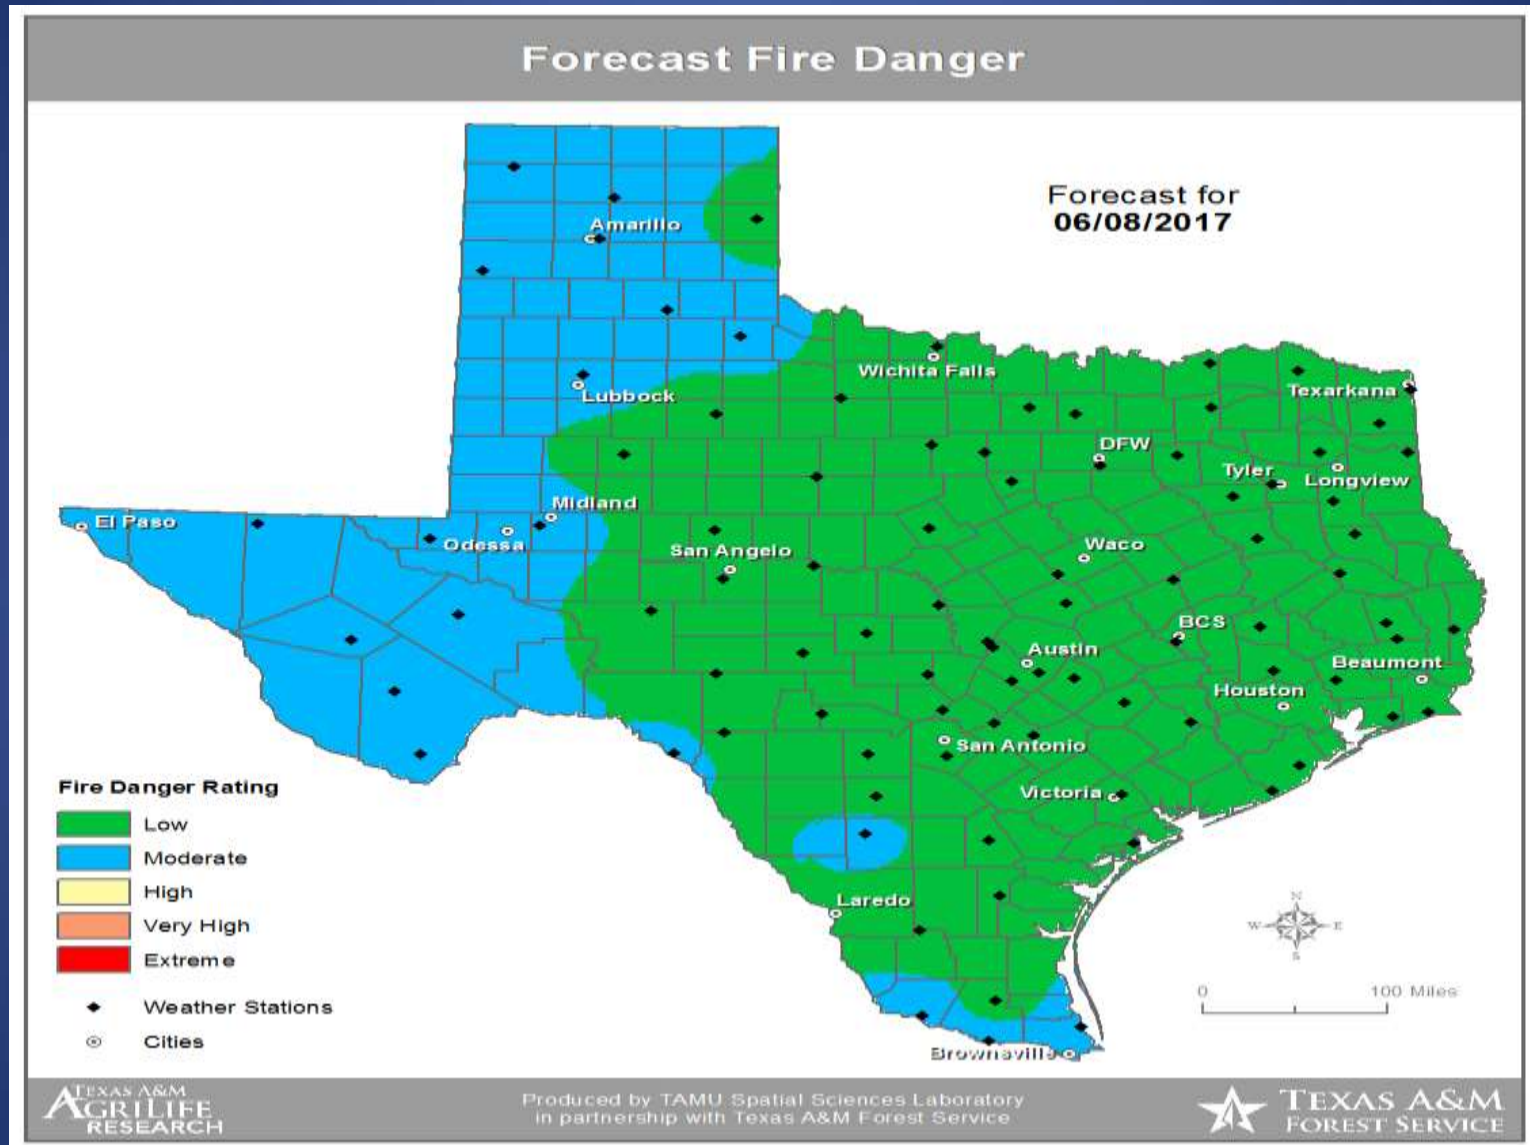 Forecast Fire Danger
Forecast for
06/08/2017
Amarillo
Wichita Falls
Lubbock
Texarkana
DFW
Tyler
Longview
Midland
El Paso
Odessa
San Angelo
Waco
BCS
Austin
Beaumont
Houston
San Antonio
Victoria
Laredo
Brownsville
Fire Danger Rating
Low
Moderate
High
Very High
Extreme
Weather Stations
Cities
N
W E
S
0 100 Miles
TEXAS A&M
AGRILIFE
RESEARCH
Produced by TAMU Spatial Sciences Laboratory
in partnership with Texas A&M Forest Service
TEXAS A&M
FOREST SERVICE